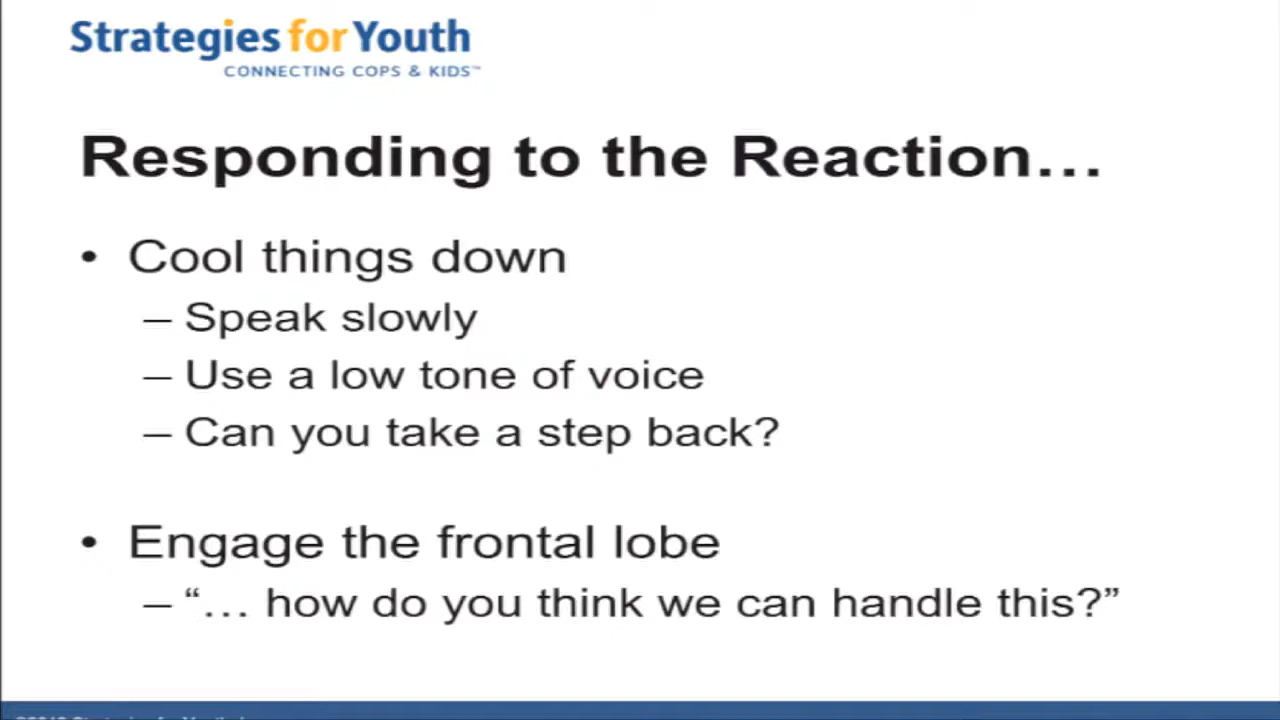 Strategies for Youth
CONNECTING COPS & KIDS™
Responding to the Reaction…
• Cool things down
– Speak slowly
– Use a low tone of voice
– Can you take a step back?
• Engage the frontal lobe
– “… how do you think we can handle this?”